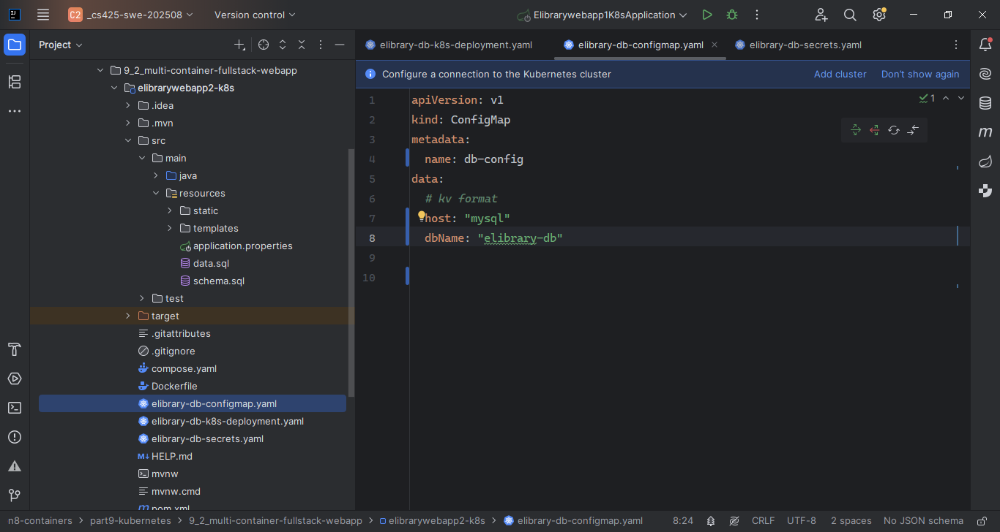 C2 _cs425-swe-202508 Version control Elibrarywebapp1K8sApplication
Project
9_2_multi-container-fullstack-webapp
elibrarywebapp2-k8s
.idea
.mvn
src
main
java
resources
static
templates
application.properties
data.sql
schema.sql
test
target
.gitattributes
.gitignore
compose.yaml
Dockerfile
elibrary-db-configmap.yaml
elibrary-db-k8s-deployment.yaml
elibrary-db-secrets.yaml
HELP.md
mvnw
mvnw.cmd
pom.xml
elibrary-db-k8s-deployment.yaml elibrary-db-configmap.yaml elibrary-db-secrets.yaml
Configure a connection to the Kubernetes cluster Add cluster Don't show again
1 apiVersion: v1
2 kind: ConfigMap
3 metadata:
4 name: db-config
5 data:
6 # kv format
7 host: "mysql"
8 dbName: "elibrary-db"
9
10
1
n8-containers > part9-kubernetes > 9_2_multi-container-fullstack-webapp > elibrarywebapp2-k8s > elibrary-db-configmap.yaml 8:24 CRLF UTF-8 2 spaces No JSON schema